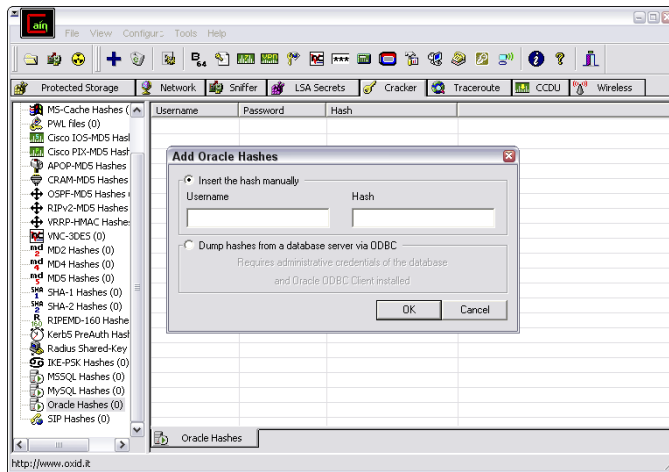 ain
File View Configure Tools Help
B 64
Protected Storage Network Sniffer LSA Secrets Cracker Traceroute CCDU Wireless
MS-Cache Hashes (
PWL files (0)
Cisco IOS-MD5 Hash
Cisco PIX-MD5 Hash
APOP-MD5 Hashes
CRAM-MD5 Hashes
OSPF-MD5 Hashes
RIPv2-MD5 Hashes
VRRP-HMAC Hashe
VNC-3DES (0)
MD2 Hashes (0)
MD4 Hashes (0)
MD5 Hashes (0)
SHA-1 Hashes (0)
SHA-2 Hashes (0)
RIPEMD-160 Hashe
Kerb5 PreAuth Hash
Radius Shared-Key
IKE-PSK Hashes (0)
MSSQL Hashes (0)
MySQL Hashes (0)
Oracle Hashes (0)
SIP Hashes (0)
Username Password Hash
Add Oracle Hashes
Insert the hash manually
Username Hash
Dump hashes from a database server via ODBC
Requires administrative credentials of the database
and Oracle ODBC Client installed
OK Cancel
Oracle Hashes
http://www.oxid.it